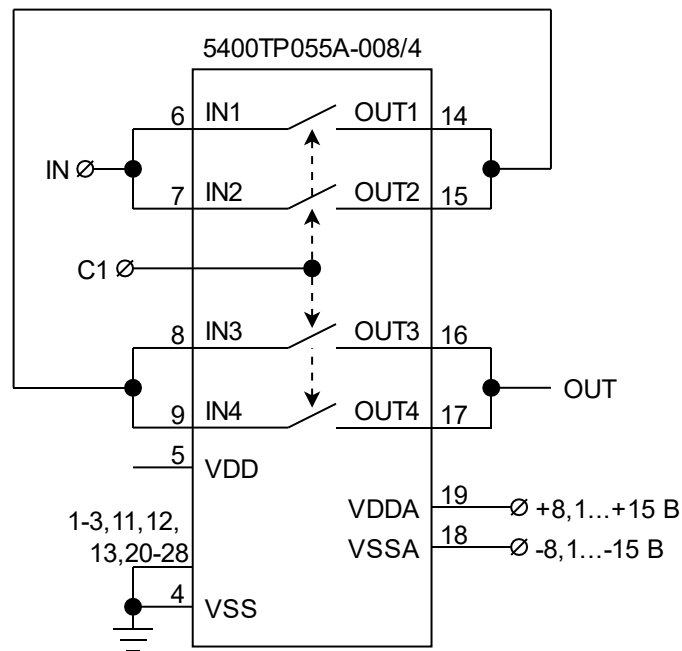 5400ТР055А-008/4
6 IN1 OUT1 14
IN
7 IN2 OUT2 15
C1
8 IN3 OUT3 16
OUT
9 IN4 OUT4 17
5 VDD
VDDA 19 +8,1...+15 В
1-3,11,12,
13,20-28
VSSA 18 -8,1...-15 В
4 VSS